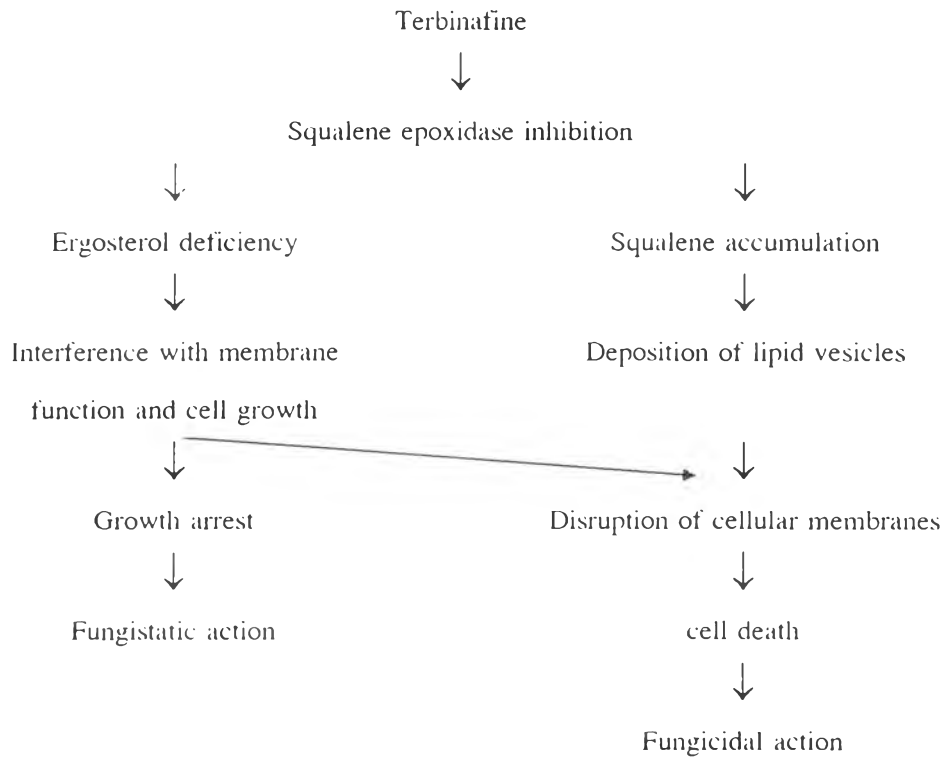 Terbinafine
Squalene epoxidase inhibition
Ergosterol deficiency
Squalene accumulation
Interference with membrane
Deposition of lipid vesicles
function and cell growth
Growth arrest
Disruption of cellular membranes
Fungistatic action
cell death
Fungicidal action